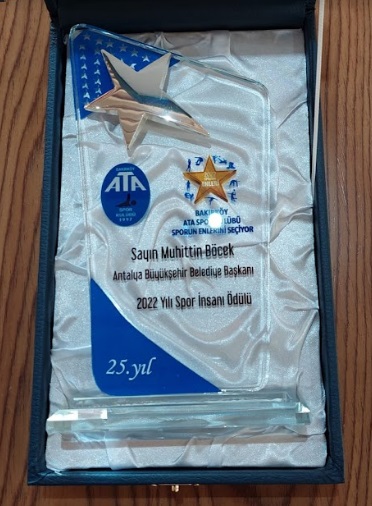 ATA
BAKIRKÖY
ATA SPOR KULÜBÜ
SPORUN ENLERİNİ SEÇİYOR
Sayın Muhittin Böcek
Antalya Büyükşehir Belediye Başkanı
2022 Yılı Spor İnsanı Ödülü
25.yıl